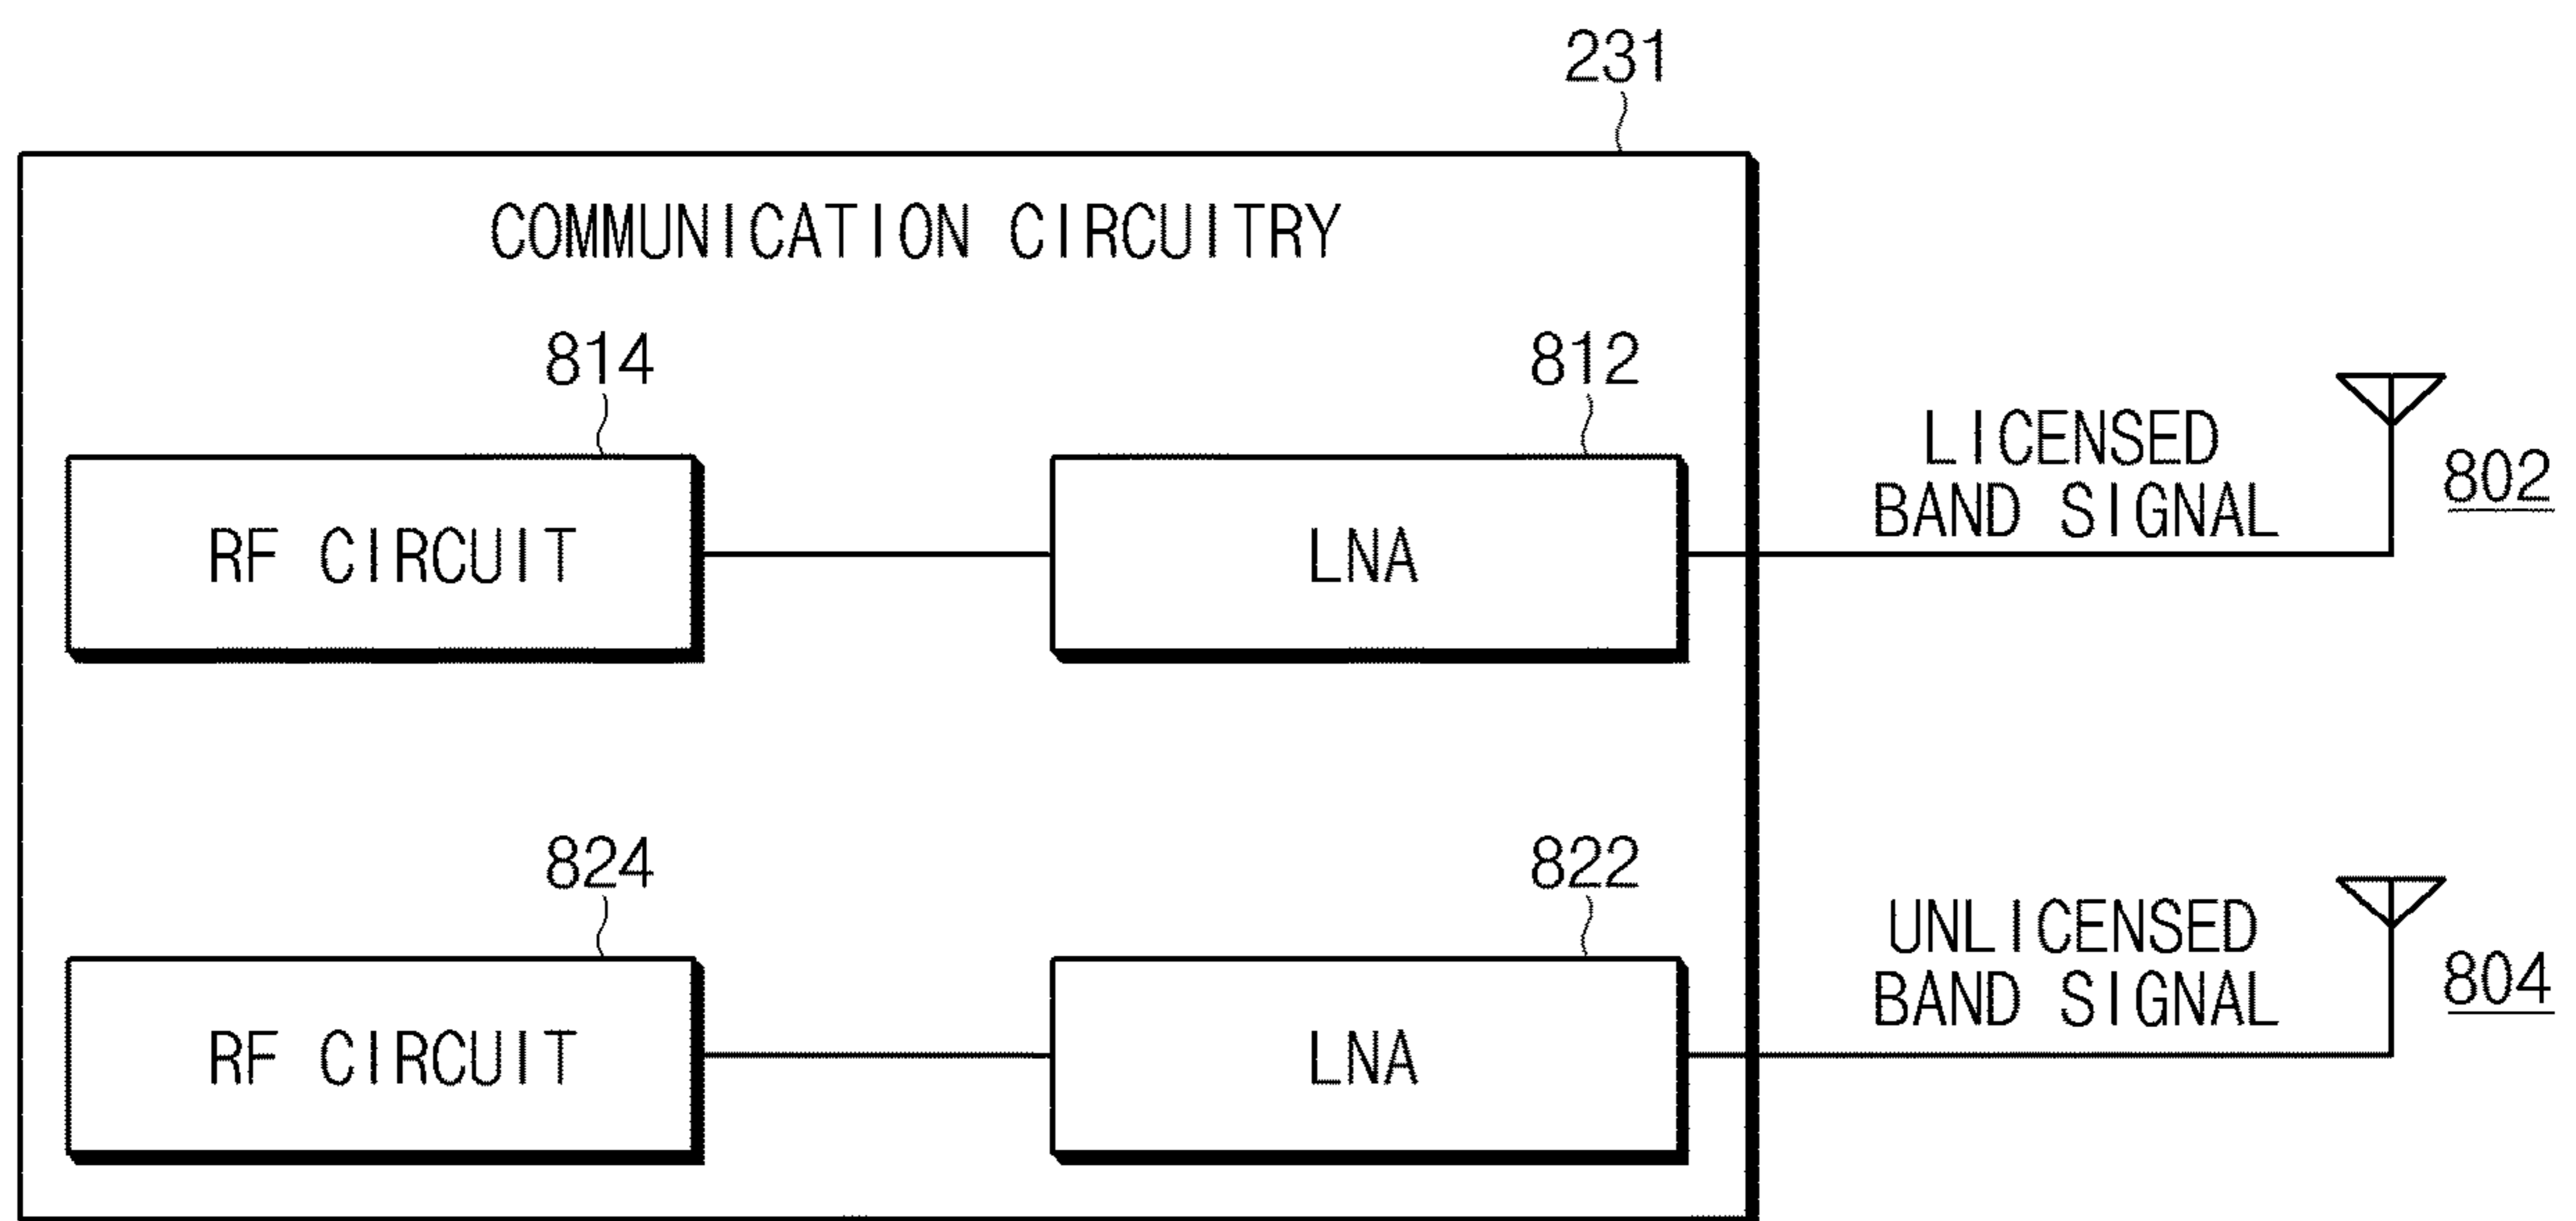 231
COMMUNICATION CIRCUITRY
814
812
RF CIRCUIT
LNA
LICENSED
BAND SIGNAL
802
824
822
RF CIRCUIT
LNA
UNLICENSED
BAND SIGNAL
804